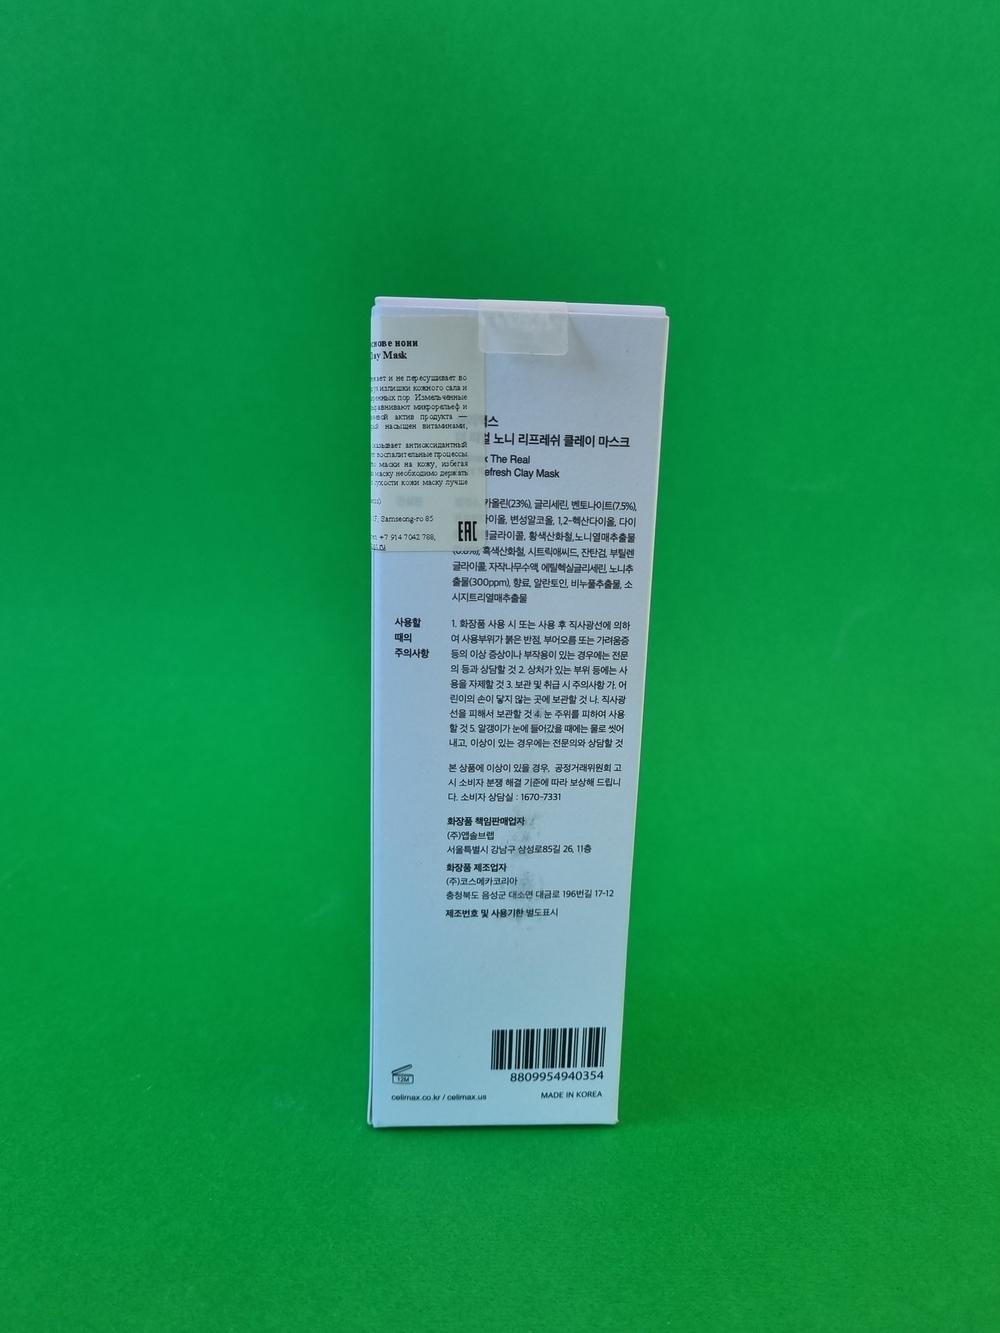 нове нони
lay Mask
и не пересушивает во
излишки кожного сала и
пор Измельченные
микрорельеф и
актив продукта —
насыщен витаминами,
антиоксидантный
воспалительные процессы.
маски на кожу, избегая
маску необходимо держать
сухости кожи маску лучше
Samseong-ro 85
+7 914 7042 788,
EAC
노니 리프레쉬 클레이 마스크
x The Real
efresh Clay Mask
카올린(23%), 글리세린, 벤토나이트(7.5%),
이올, 변성알코올, 1,2-헥산다이올, 다이
글라이콜, 황색산화철, 노니열매추출물
흑색산화철, 시트릭애씨드, 잔탄검, 부틸렌
글라이콜, 자작나무수액, 에틸헥실글리세린, 노니추
출물(300ppm), 향료, 알란토인, 비누풀추출물, 소
시지트리열매추출물
사용할
때의
주의사항
1. 화장품 사용 시 또는 사용 후 직사광선에 의하
여 사용부위가 붉은 반점, 부어오름 또는 가려움증
등의 이상 증상이나 부작용이 있는 경우에는 전문
의 등과 상담할 것 2. 상처가 있는 부위 등에는 사
용을 자제할 것 3. 보관 및 취급 시 주의사항 가. 어
린이의 손이 닿지 않는 곳에 보관할 것 나. 직사광
선을 피해서 보관할 것 4. 눈 주위를 피하여 사용
할 것 5. 알갱이가 눈에 들어갔을 때에는 물로 씻어
내고, 이상이 있는 경우에는 전문의와 상담할 것
본 상품에 이상이 있을 경우, 공정거래위원회 고
시 소비자 분쟁 해결 기준에 따라 보상해 드립니
다. 소비자 상담실 : 1670-7331
화장품 책임판매업자
(주)앱솔브랩
서울특별시 강남구 삼성로85길 26, 11층
화장품 제조업자
(주)코스메카코리아
충청북도 음성군 대소면 대금로 196번길 17-12
제조번호 및 사용기한 별도표시
8809954940354
12M
celimax.co.kr / celimax.us
MADE IN KOREA